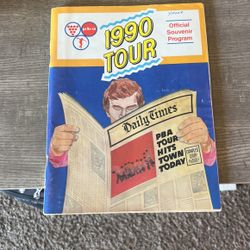 1990
TOUR
Official
Souvenir
Program
Daily Times
PBA
TOUR
HITS
TOWN
TODAY